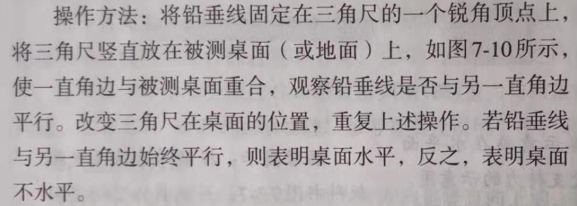 操作方法：将铅垂线固定在三角尺的一个锐角顶点上，
将三角尺竖直放在被测桌面（或地面）上，如图7-10所示，
使一直角边与被测桌面重合，观察铅垂线是否与另一直角边
平行。改变三角尺在桌面的位置，重复上述操作。若铅垂线
与另一直角边始终平行，则表明桌面水平，反之，表明桌面
不水平。